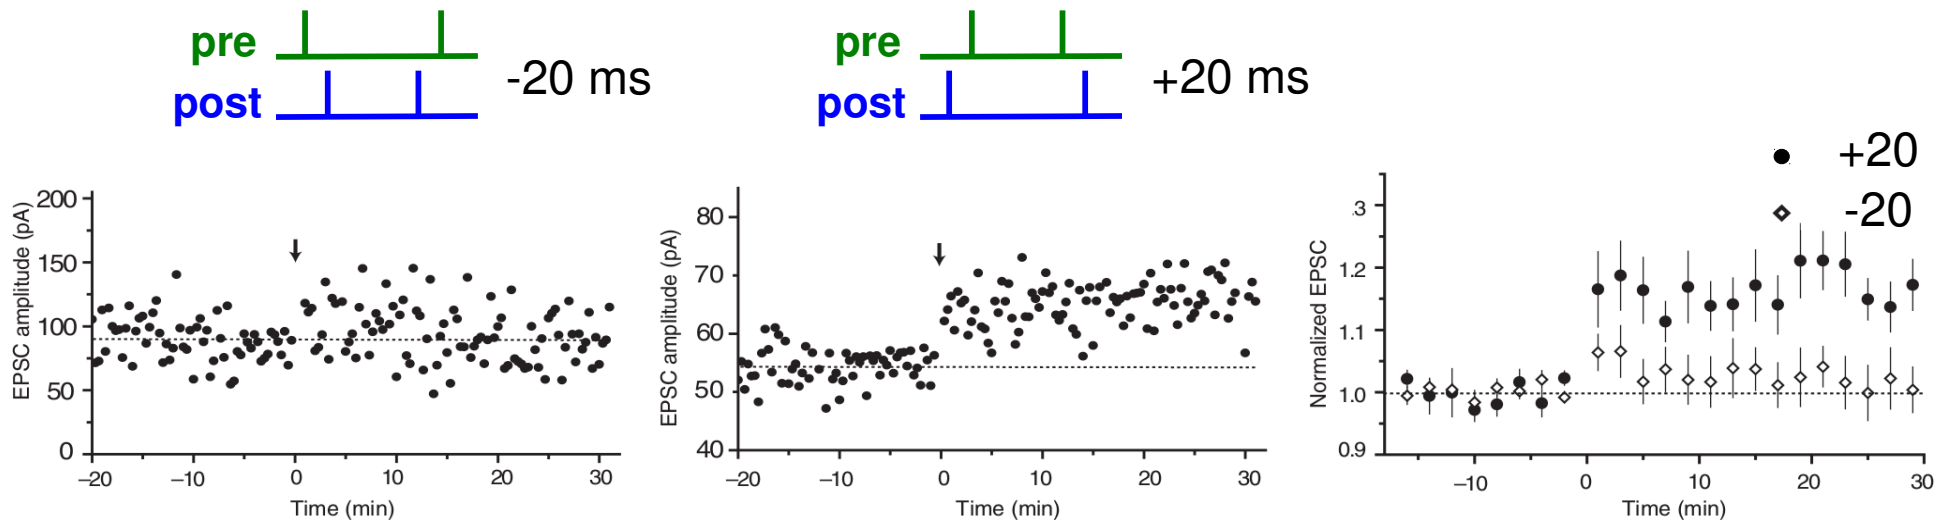 pre
post
-20 ms
pre
post
+20 ms
EPSC amplitude (pA)
200
150
100
50
0
−20 −10 0 10 20 30
Time (min)
EPSC amplitude (pA)
80
70
60
50
40
−20 −10 0 10 20 30
Time (min)
+20
-20
Normalized EPSC
.3
1.2
1.1
1.0
0.9
−10 0 10 20 30
Time (min)